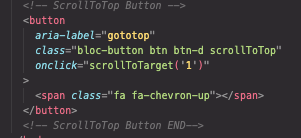 <!-- ScrollToTop Button -->
<button
aria-label="gototop"
class="bloc-button btn btn-d scrollToTop"
onclick="scrollToTarget('1')"
>
<span class="fa fa-chevron-up"></span>
</button>
<!-- ScrollToTop Button END-->